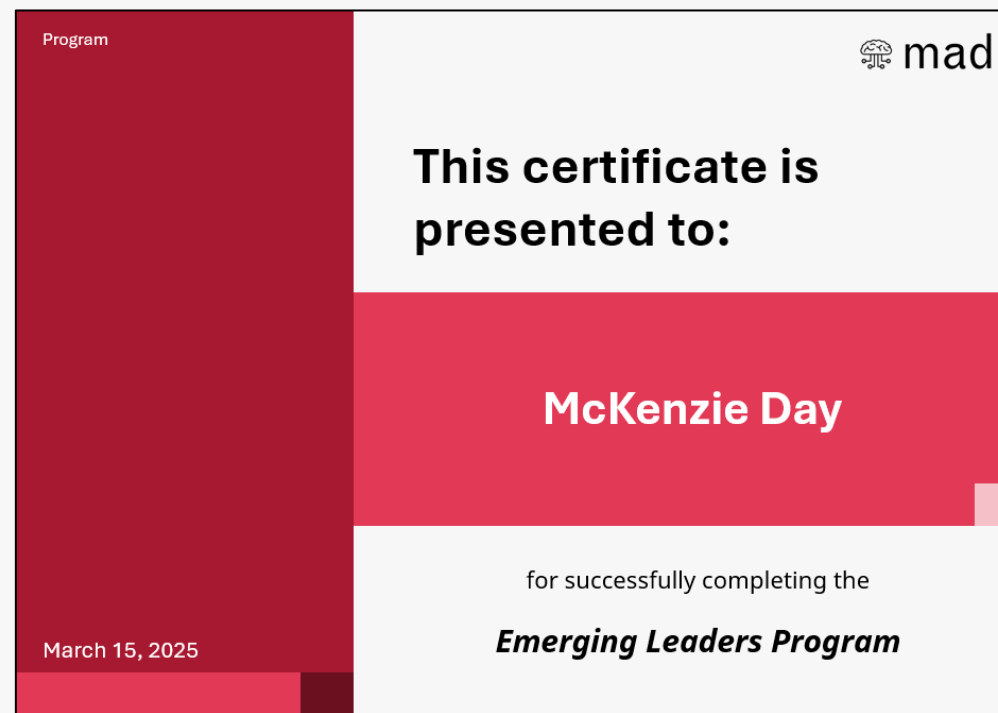 Program
mad
This certificate is
presented to:
McKenzie Day
for successfully completing the
Emerging Leaders Program
March 15, 2025